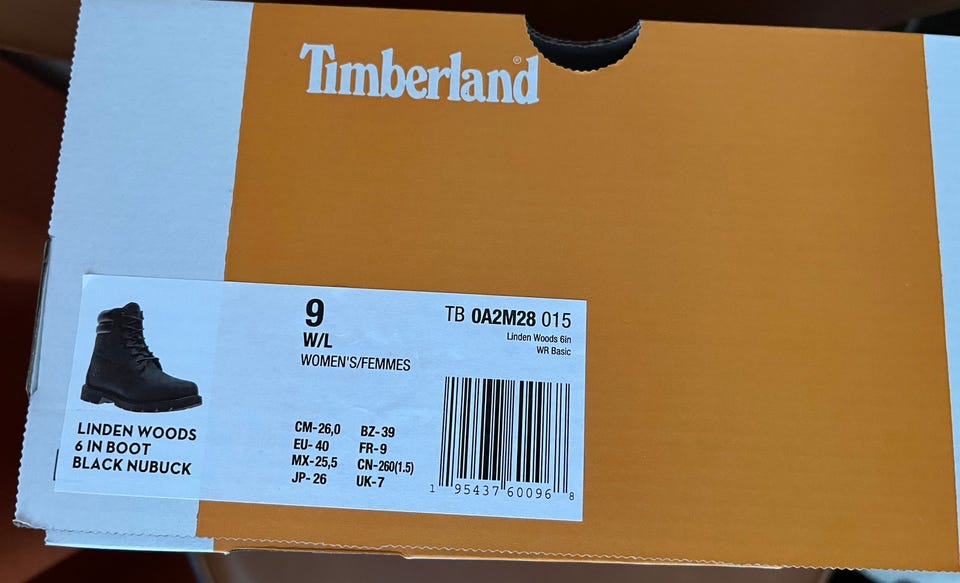 Timberland®
9
W/L
WOMEN'S/FEMMES
TB 0A2M28 015
Linden Woods 6in
WR Basic
LINDEN WOODS
6 IN BOOT
BLACK NUBUCK
CM-26,0 BZ-39
EU-40 FR-9
MX-25,5 CN-260(1.5)
JP-26 UK-7
1 95437 60096 8